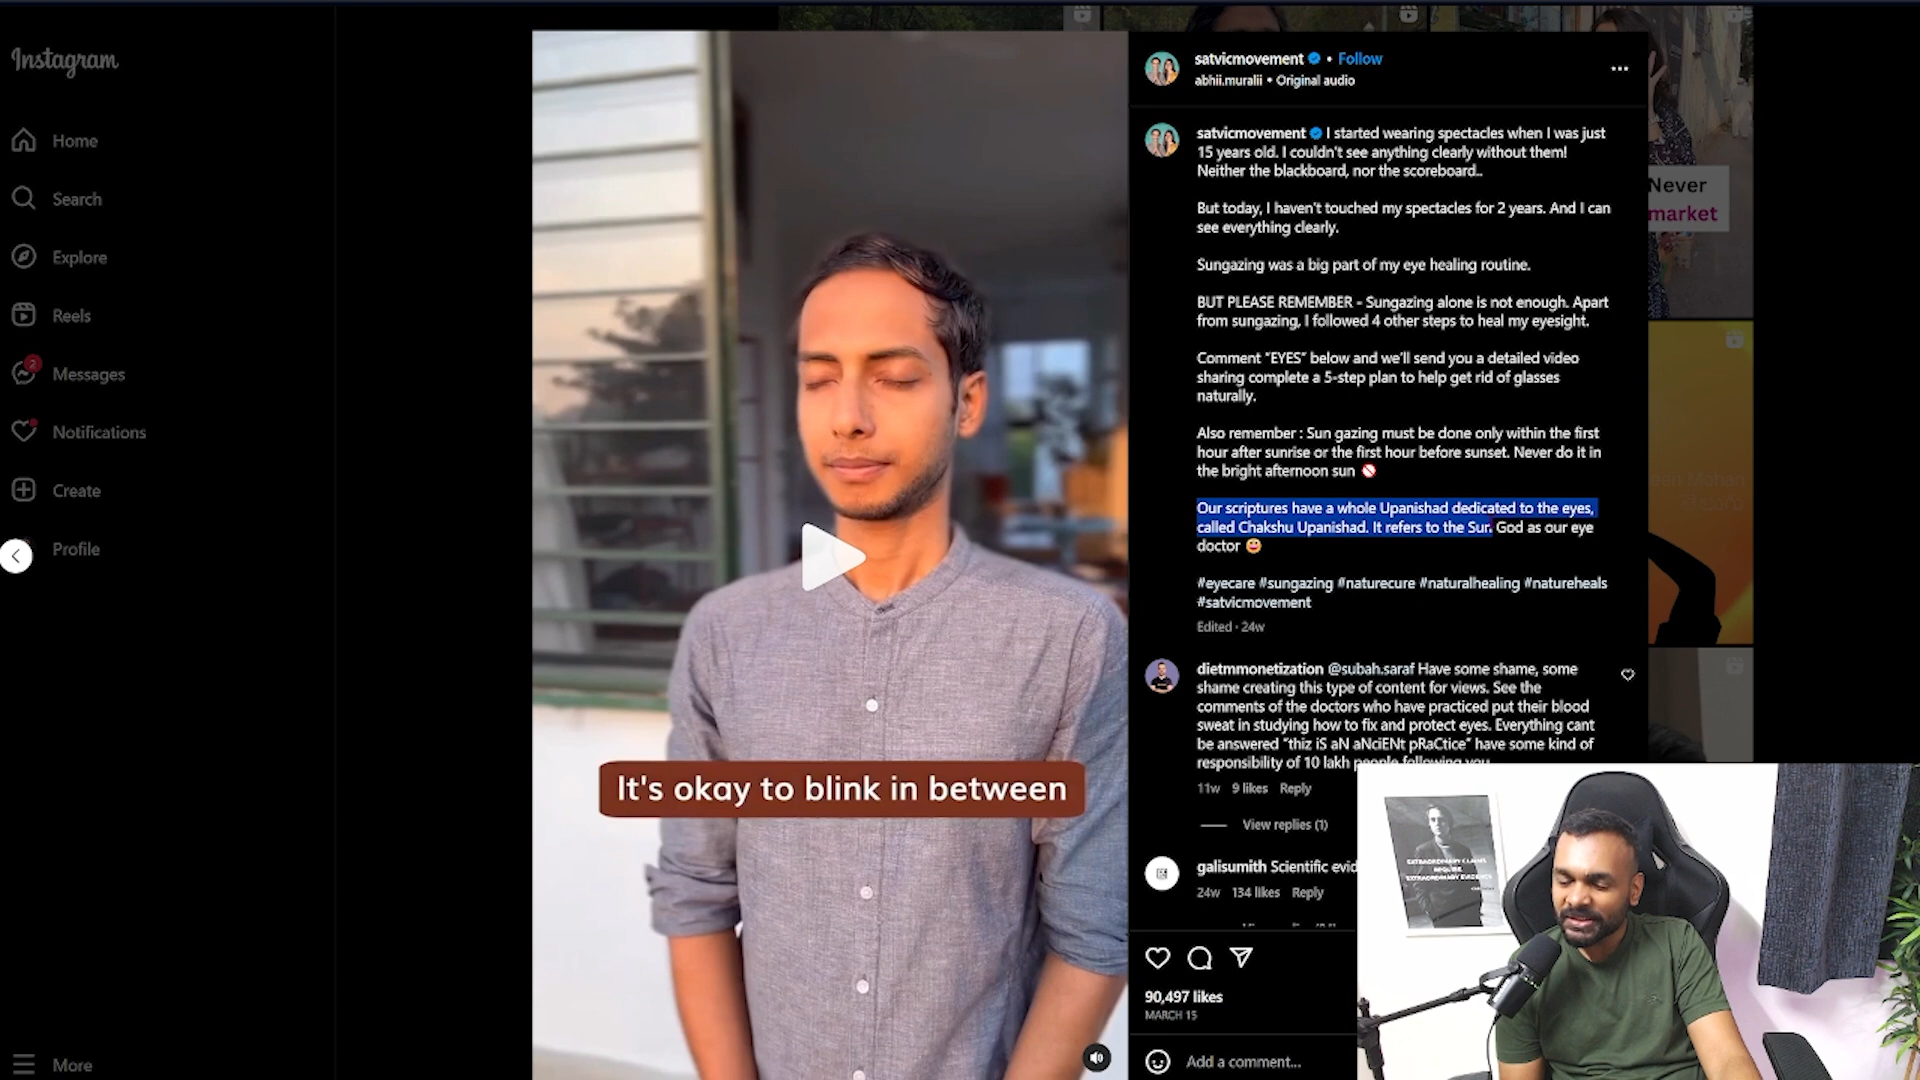 Instagram
Home
Search
Explore
Reels
2
Messages
Notifications
Create
Profile
More
It's okay to blink in between
satvicmovement • Follow
abhii.muralii • Original audio
satvicmovement I started wearing spectacles when I was just
15 years old. I couldn't see anything clearly without them!
Neither the blackboard, nor the scoreboard..
But today, I haven't touched my spectacles for 2 years. And I can
see everything clearly.
Sungazing was a big part of my eye healing routine.
BUT PLEASE REMEMBER - Sungazing alone is not enough. Apart
from sungazing, I followed 4 other steps to heal my eyesight.
Comment "EYES" below and we'll send you a detailed video
sharing complete a 5-step plan to help get rid of glasses
naturally.
Also remember : Sun gazing must be done only within the first
hour after sunrise or the first hour before sunset. Never do it in
the bright afternoon sun
Our scriptures have a whole Upanishad dedicated to the eyes,
called Chakshu Upanishad. It refers to the Sun God as our eye
doctor
#eyecare #sungazing #naturecure #naturalhealing #natureheals
#satvicmovement
Edited · 24w
dietmmonetization @subah.saraf Have some shame, some
shame creating this type of content for views. See the
comments of the doctors who have practiced put their blood
sweat in studying how to fix and protect eyes. Everything cant
be answered "thiz iS aN aNciENt pRaCtice" have some kind of
responsibility of 10 lakh people following you
11w 9 likes Reply
View replies (1)
galisumith Scientific evid
24w 134 likes Reply
90,497 likes
MARCH 15
Add a comment...
Never
market
EXTRAORDINARY CLAIMS
REQUIRE
EXTRAORDINARY EVIDENCE